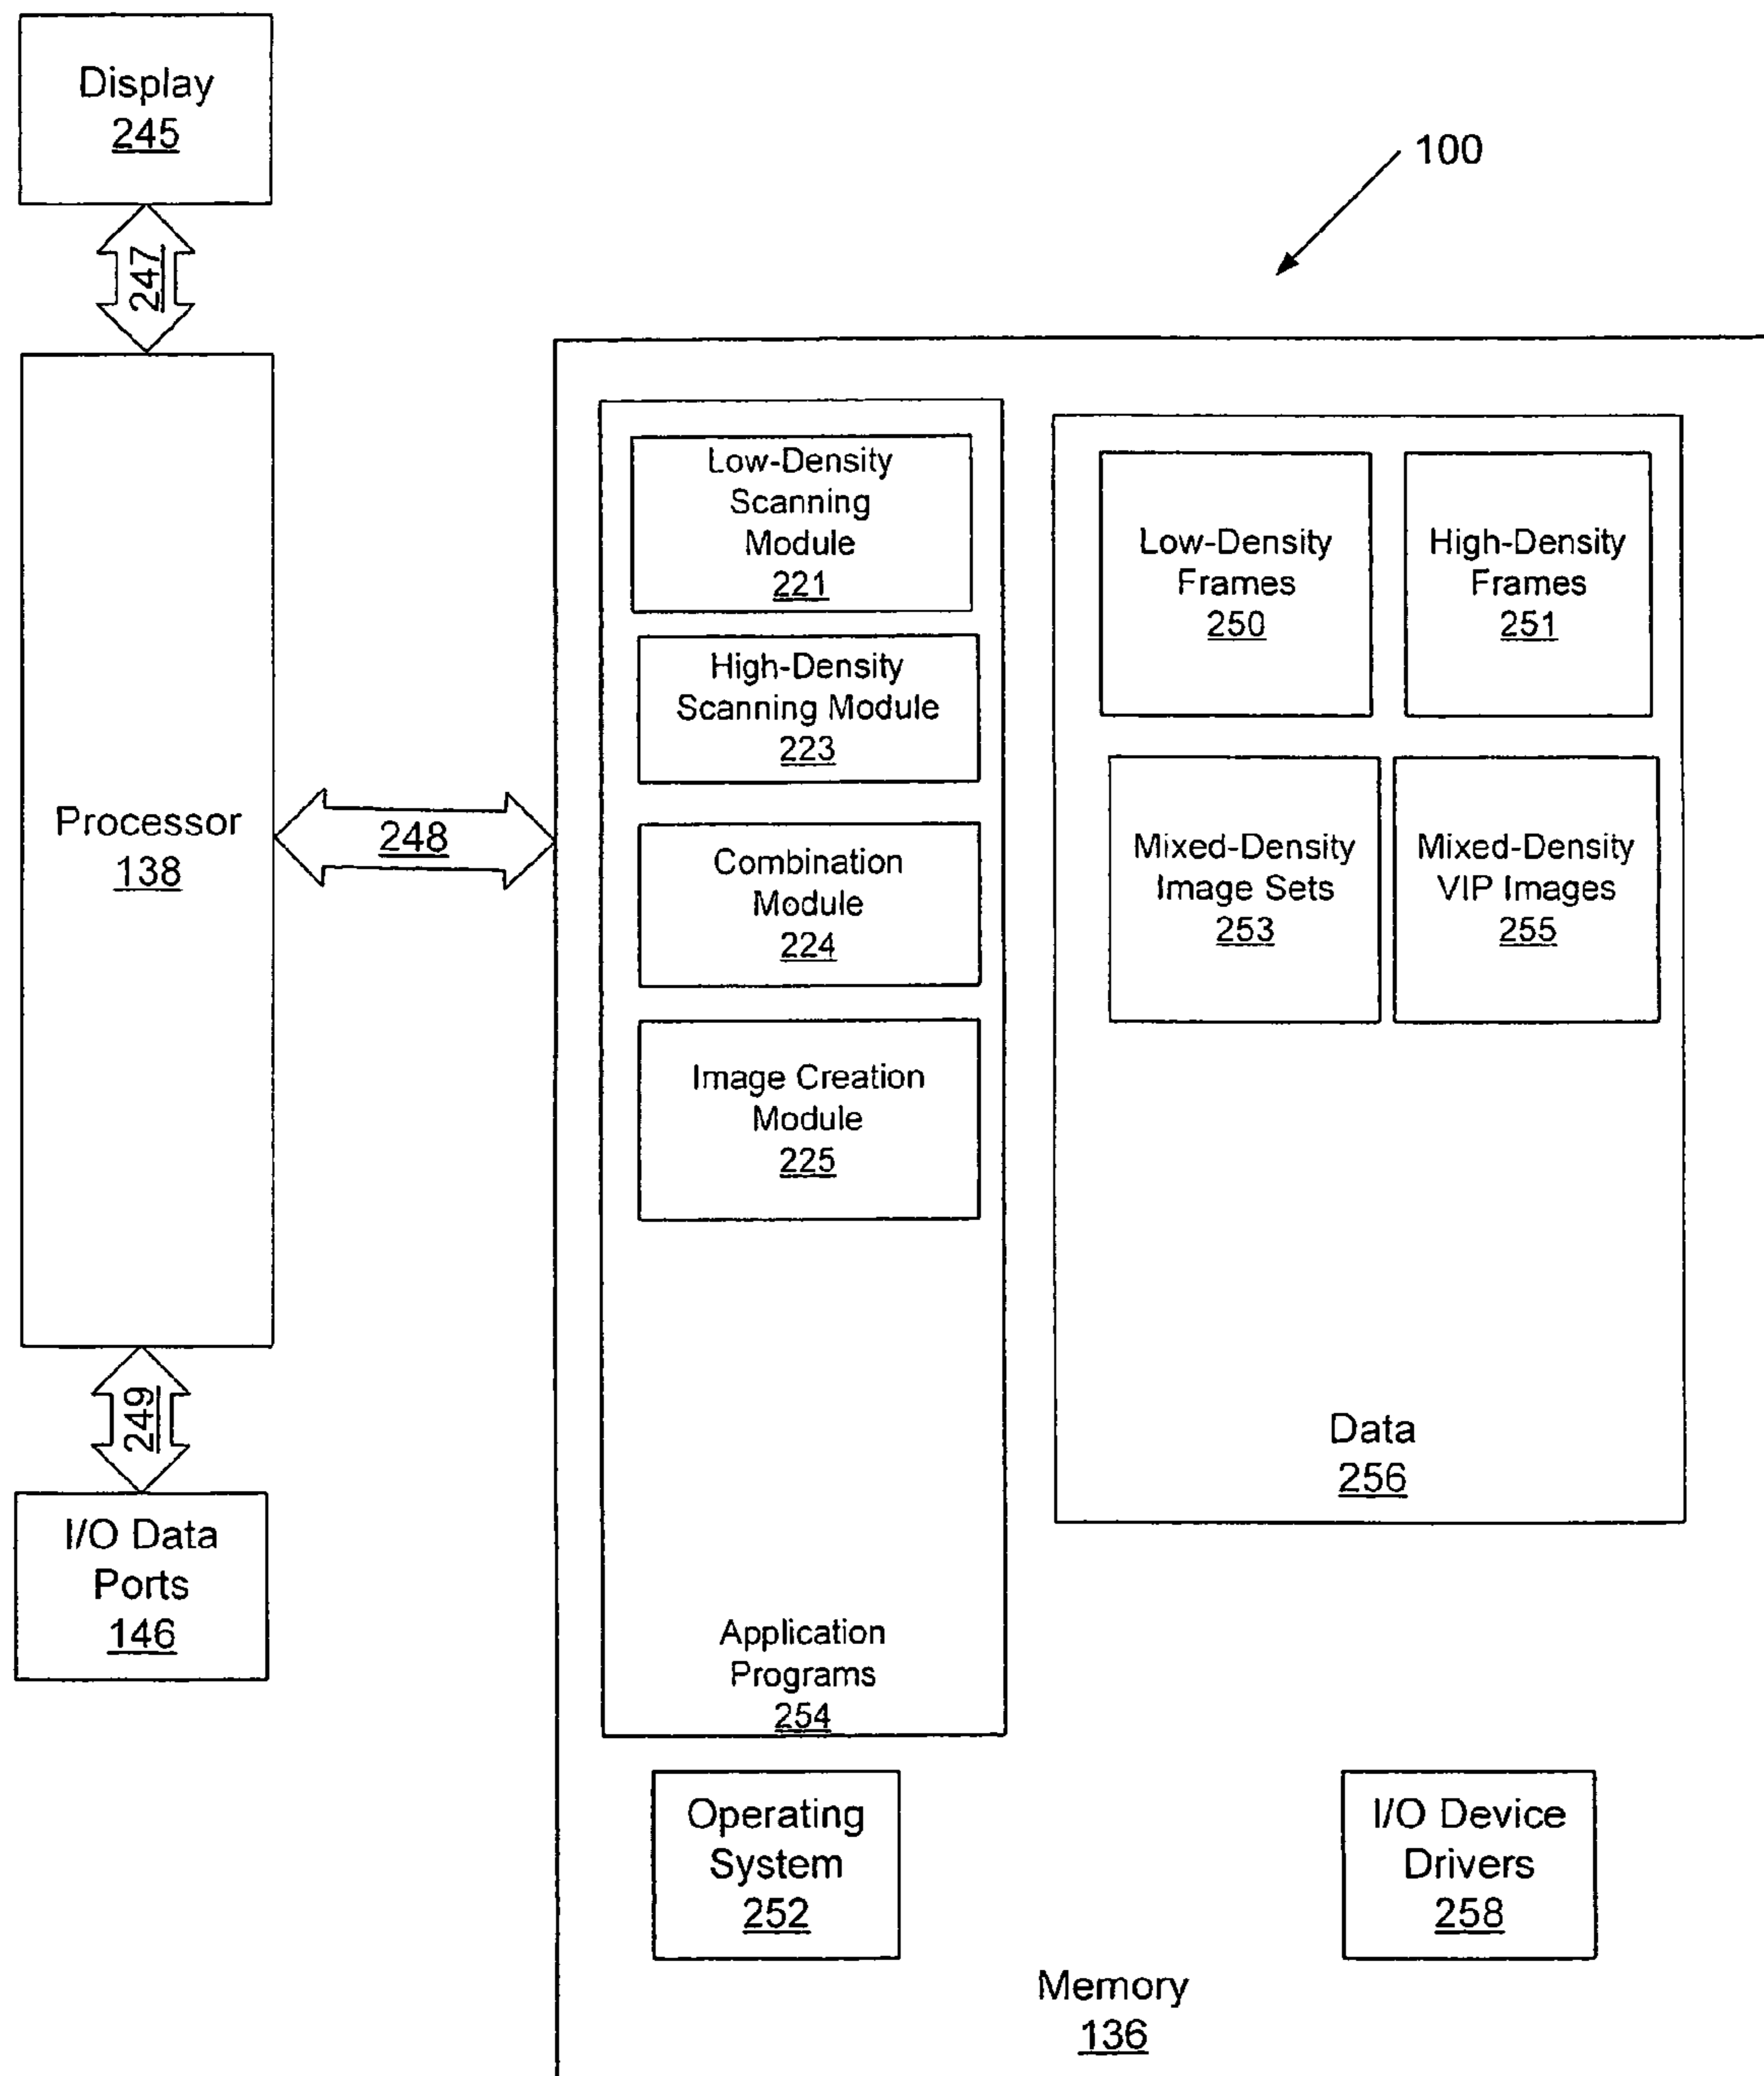 Display
245
100
247
Processor
138
248
249
I/O Data
Ports
146
Low-Density
Scanning
Module
221
High-Density
Scanning Module
223
Combination
Module
224
Image Creation
Module
225
Application
Programs
254
Low-Density
Frames
250
High-Density
Frames
251
Mixed-Density
Image Sets
253
Mixed-Density
VIP Images
255
Data
256
Operating
System
252
I/O Device
Drivers
258
Memory
136